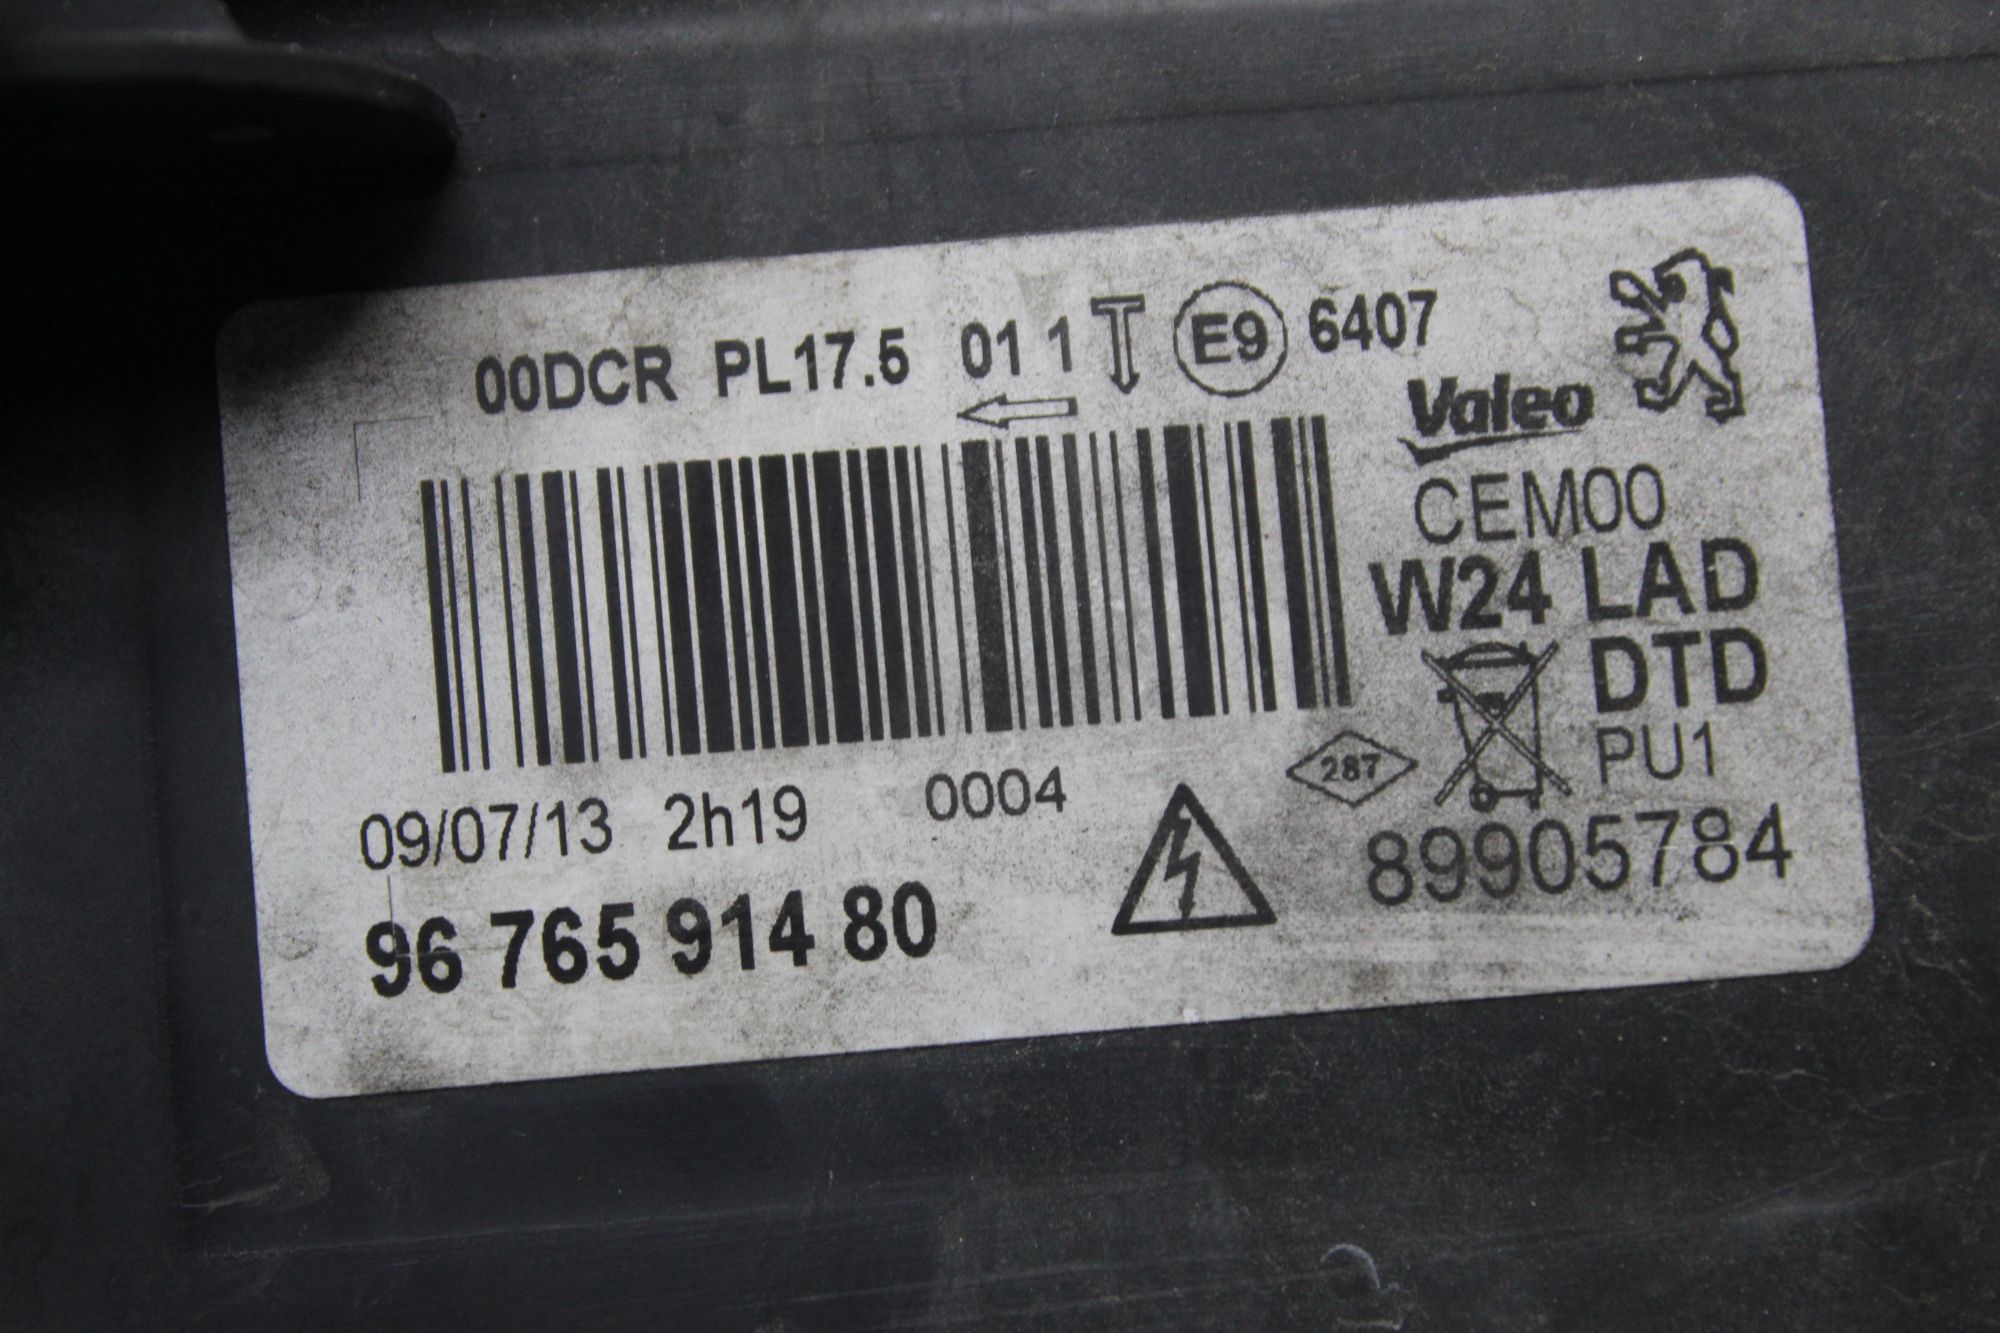 00DCR PL17.5 01 1 E9 6407
Valeo
CEM00
W24 LAD
DTD
287 PU1
09/07/13 2h19 0004
89905784
96 765 914 80